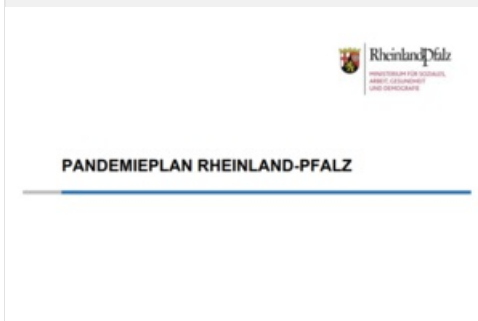 RheinlandPfalz
MINISTERIUM FÜR SOZIALES,
ARBEIT, GESUNDHEIT
UND DEMOGRAFIE
PANDEMIEPLAN RHEINLAND-PFALZ